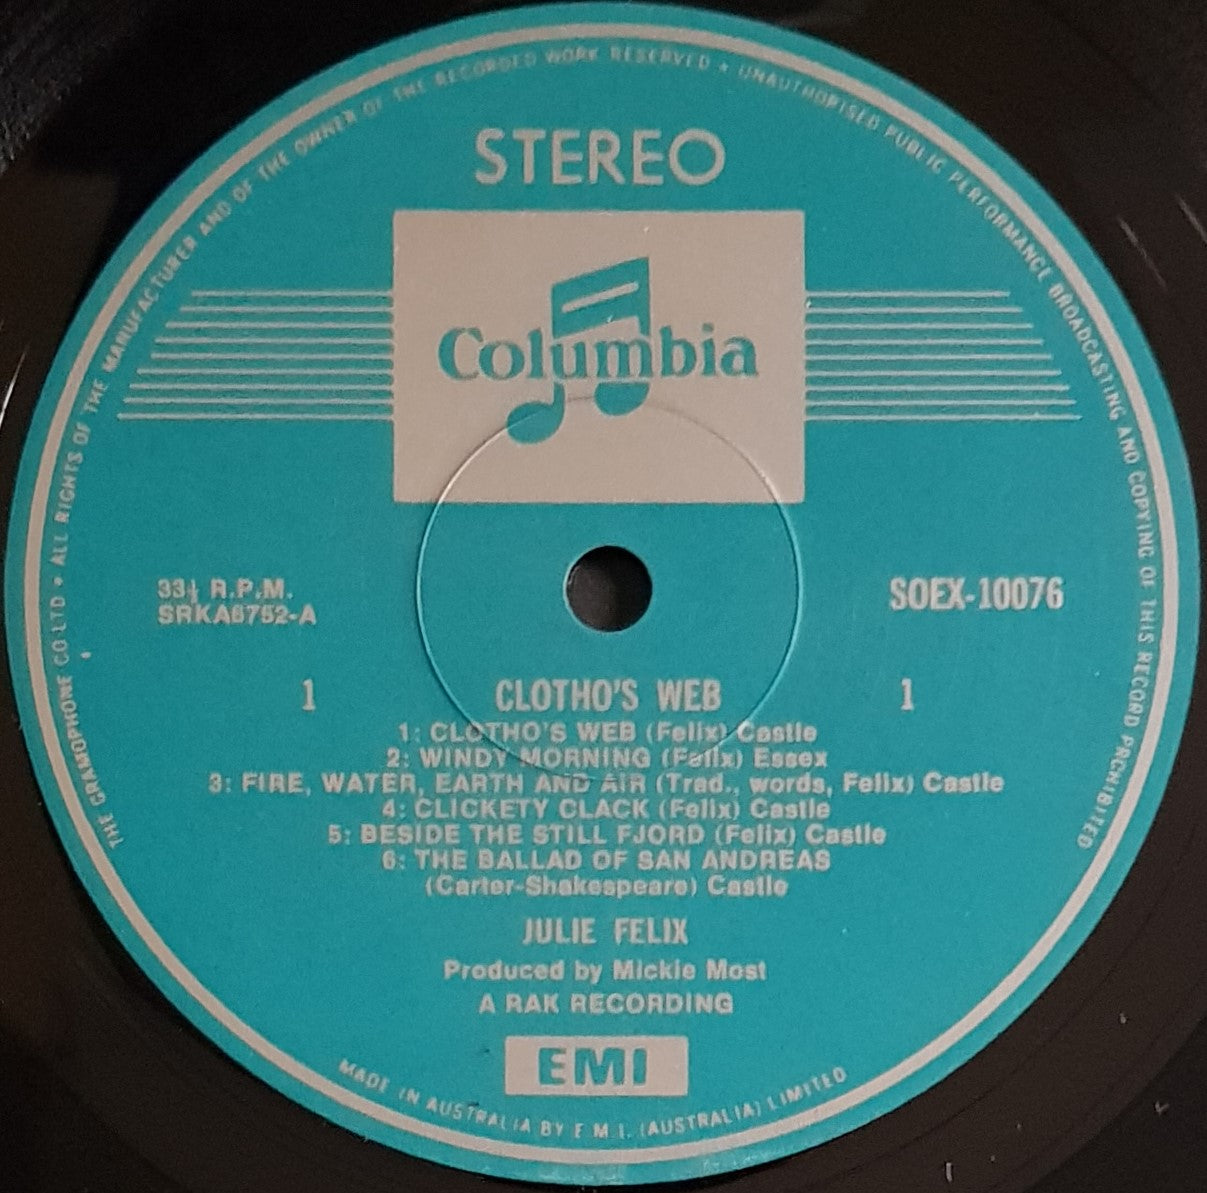 THE GRAMOPHONE CO LTD • ALL RIGHTS OF THE MANUFACTURER AND OF THE OWNER OF THE RECORDED WORK RESERVED • UNAUTHORISED PUBLIC PERFORMANCE BROADCASTING AND COPYING OF THIS RECORD PROHIBITED
STEREO
Columbia
33⅓ R.P.M.
SRKA6752-A
SOEX-10076
1 CLOTHO'S WEB 1
1: CLOTHO'S WEB (Felix) Castle
2: WINDY MORNING (Felix) Essex
3: FIRE, WATER, EARTH AND AIR (Trad., words, Felix) Castle
4: CLICKETY CLACK (Felix) Castle
5: BESIDE THE STILL FJORD (Felix) Castle
6: THE BALLAD OF SAN ANDREAS
(Carter-Shakespeare) Castle
JULIE FELIX
Produced by Mickie Most
A RAK RECORDING
EMI
MADE IN AUSTRALIA BY E.M.I. (AUSTRALIA) LIMITED